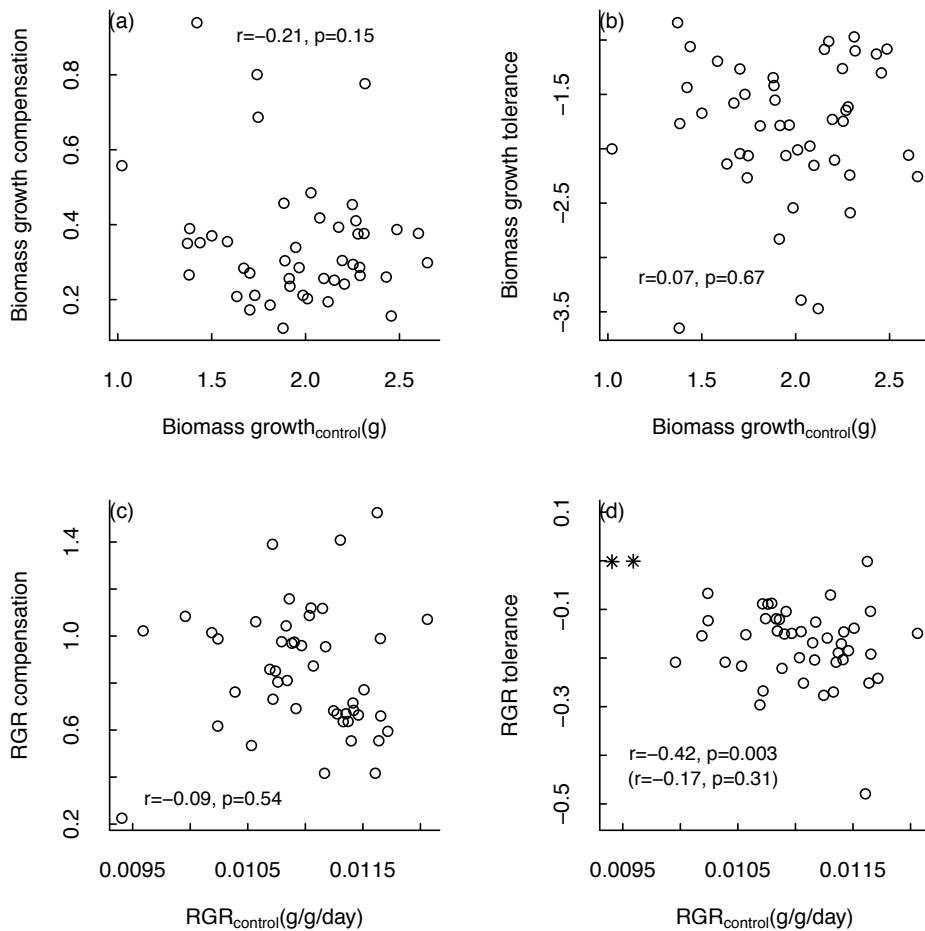 (a)
r=−0.21, p=0.15
Biomass growth compensation
0.8
0.6
0.4
0.2
1.0 1.5 2.0 2.5
Biomass growthcontrol(g)
(b)
r=0.07, p=0.67
Biomass growth tolerance
−1.5
−2.5
−3.5
1.0 1.5 2.0 2.5
Biomass growthcontrol(g)
(c)
r=−0.09, p=0.54
RGR compensation
1.4
1.0
0.6
0.2
0.0095 0.0105 0.0115
RGRcontrol(g/g/day)
(d)
r=−0.42, p=0.003
(r=−0.17, p=0.31)
RGR tolerance
0.1
−0.1
−0.3
−0.5
0.0095 0.0105 0.0115
RGRcontrol(g/g/day)